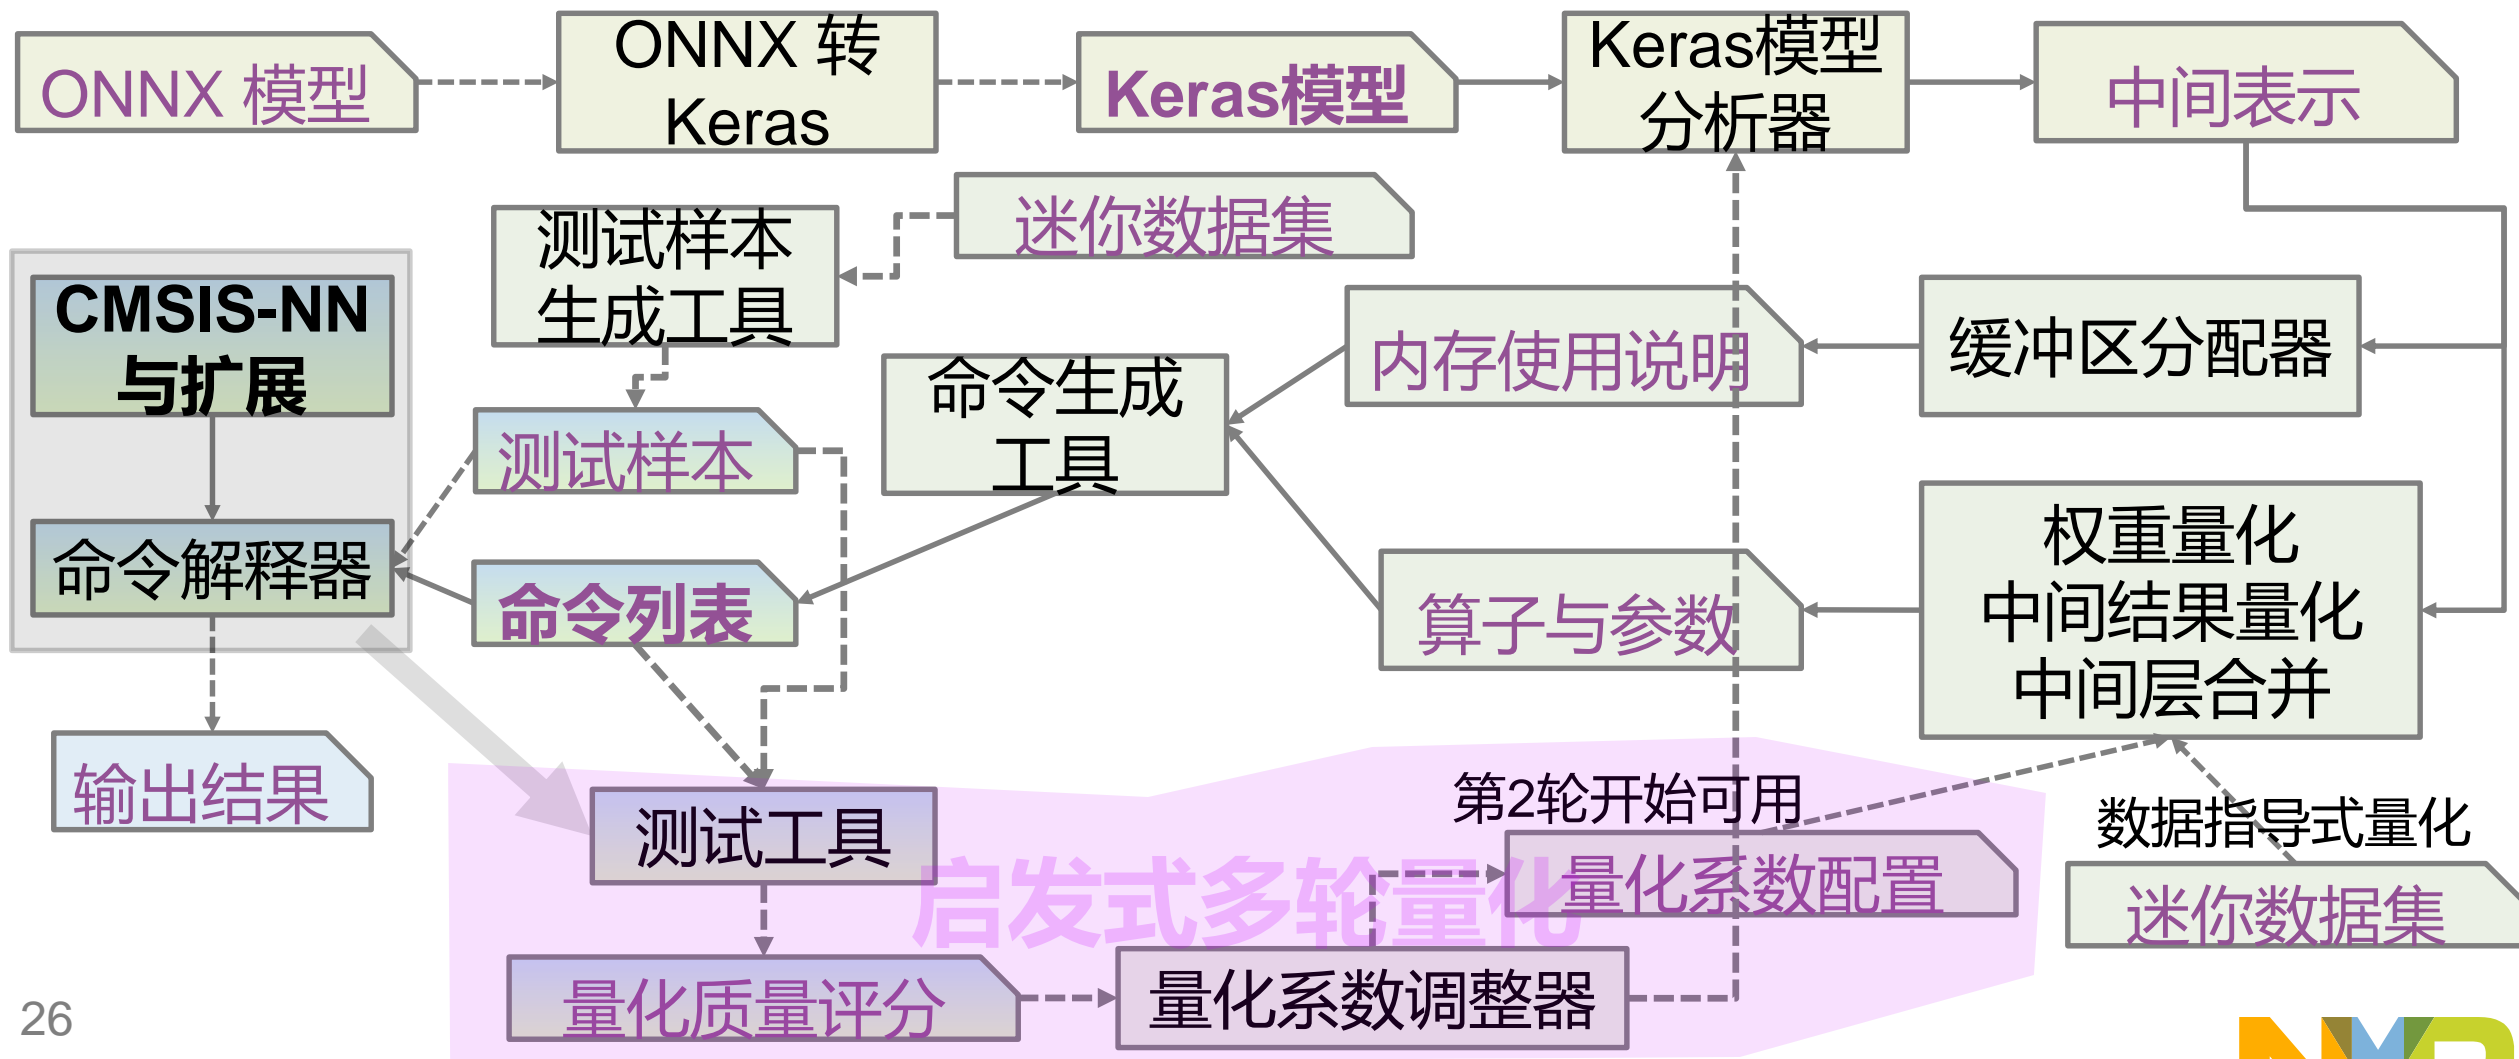 ONNX 模型
ONNX 转
Keras
Keras模型
Keras模型
分析器
中间表示
测试样本
生成工具
迷你数据集
CMSIS-NN
与扩展
命令生成
工具
内存使用说明
缓冲区分配器
测试样本
命令解释器
命令列表
算子与参数
权重量化
中间结果量化
中间层合并
输出结果
测试工具
第2轮开始可用
数据指导式量化
启发式多轮量化
量化系数配置
迷你数据集
量化质量评分
量化系数调整器
26